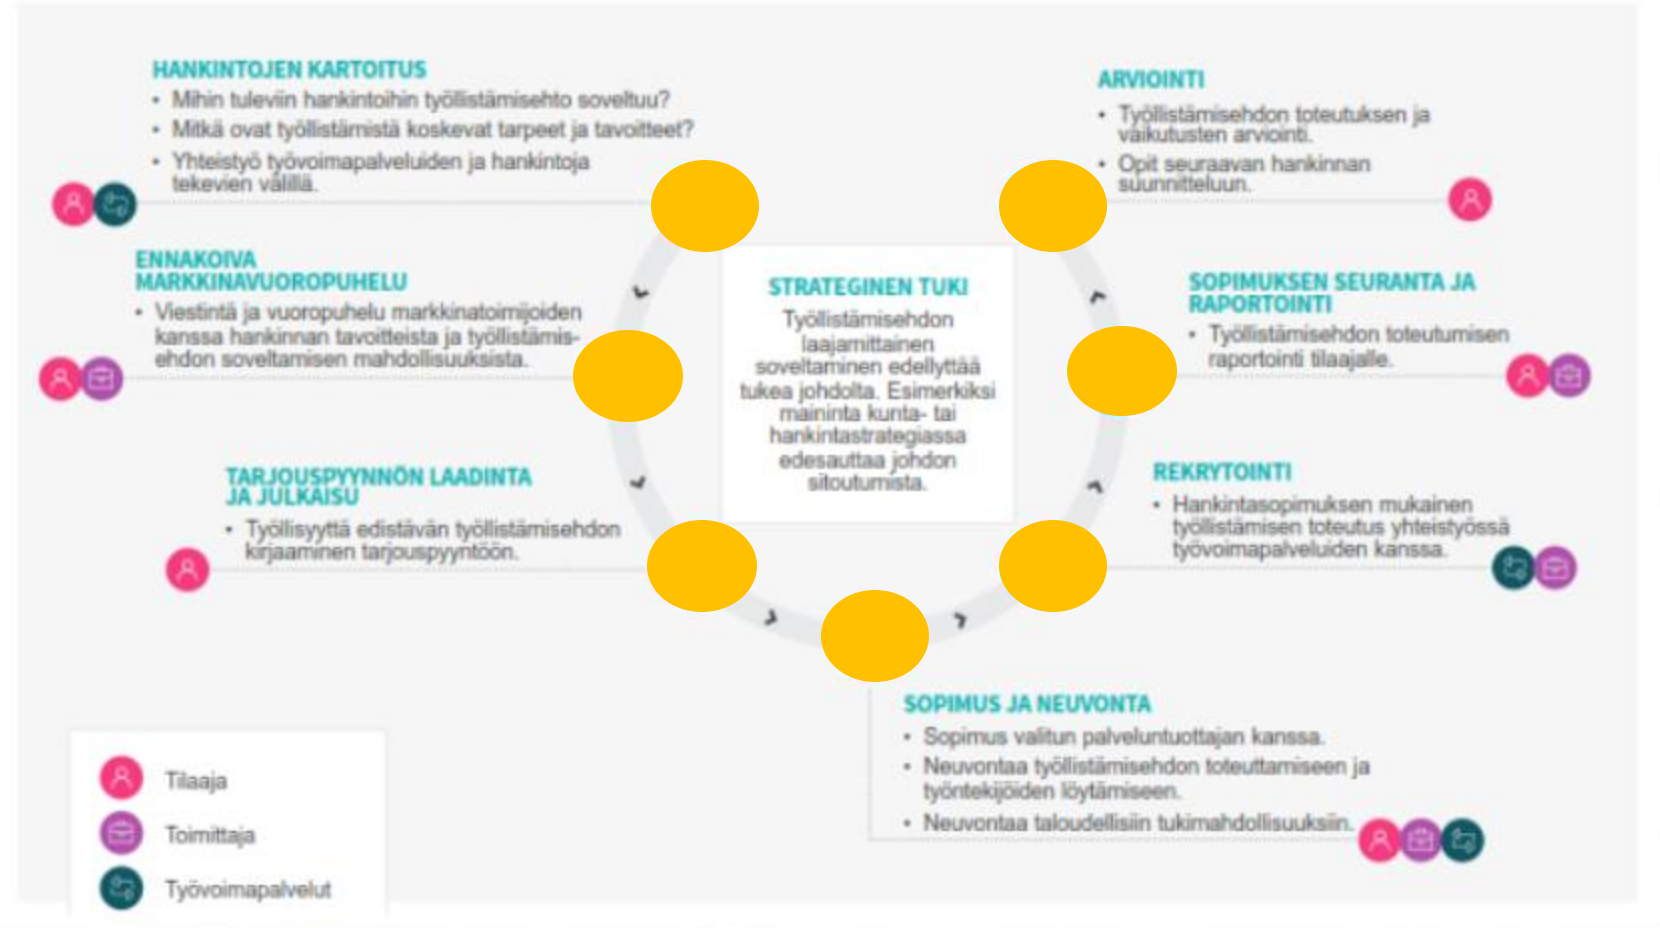 HANKINTOJEN KARTOITUS
• Mihin tuleviin hankintoihin työllistämisehto soveltuu?
• Mitkä ovat työllistämistä koskevat tarpeet ja tavoitteet?
• Yhteistyö työvoimapalveluiden ja hankintoja
tekevien välillä.
ENNAKOIVA
MARKKINAVUOROPUHELU
• Viestintä ja vuoropuhelu markkinatoimijoiden
kanssa hankinnan tavoitteista ja työllistämis-
ehdon soveltamisen mahdollisuuksista.
TARJOUSPYYNNÖN LAADINTA
JA JULKAISU
• Työllisyyttä edistävän työllistämisehdon
kirjaaminen tarjouspyyntöön.
STRATEGINEN TUKI
Työllistämisehdon
laajamittainen
soveltaminen edellyttää
tukea johdolta. Esimerkiksi
maininta kunta- tai
hankintastrategiassa
edesauttaa johdon
sitoutumista.
ARVIOINTI
• Työllistämisehdon toteutuksen ja
vaikutusten arviointi.
• Opit seuraavan hankinnan
suunnitteluun.
SOPIMUKSEN SEURANTA JA
RAPORTOINTI
• Työllistämisehdon toteutumisen
raportointi tilaajalle.
REKRYTOINTI
• Hankintasopimuksen mukainen
työllistämisen toteutus yhteistyössä
työvoimapalveluiden kanssa.
SOPIMUS JA NEUVONTA
• Sopimus valitun palveluntuottajan kanssa.
• Neuvontaa työllistämisehdon toteuttamiseen ja
työntekijöiden löytämiseen.
• Neuvontaa taloudellisiin tukimahdollisuuksiin.
Tilaaja
Toimittaja
Työvoimapalvelut